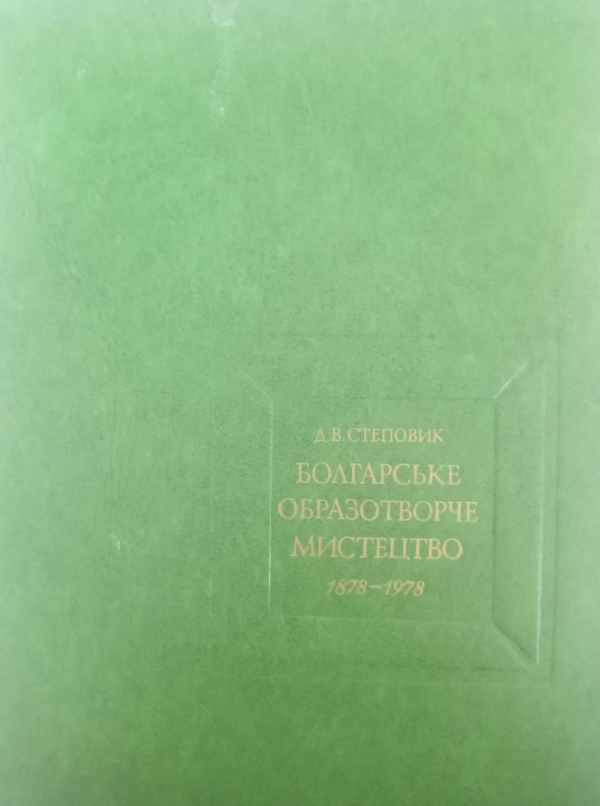 Д. В. СТЕПОВИК
БОЛГАРСЬКЕ
ОБРАЗОТВОРЧЕ
МИСТЕЦТВО
1878–1978